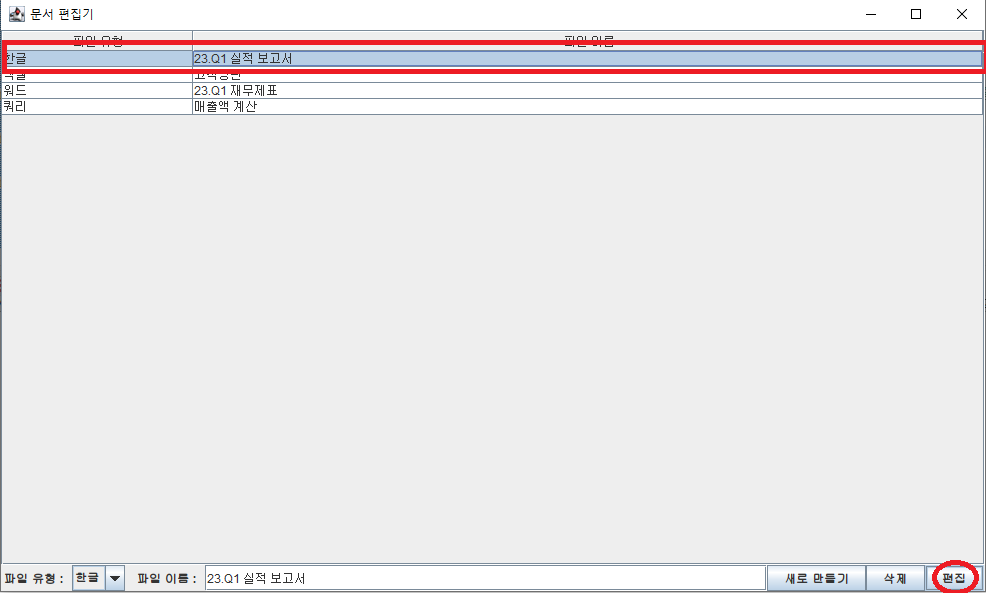 문서 편집기
파일 유형 파일 이름
한글 23.Q1 실적 보고서
엑셀 고객명단
워드 23.Q1 재무제표
쿼리 매출액 계산
파일 유형 : 한글 파일 이름 : 23.Q1 실적 보고서 새로 만들기 삭제 편집